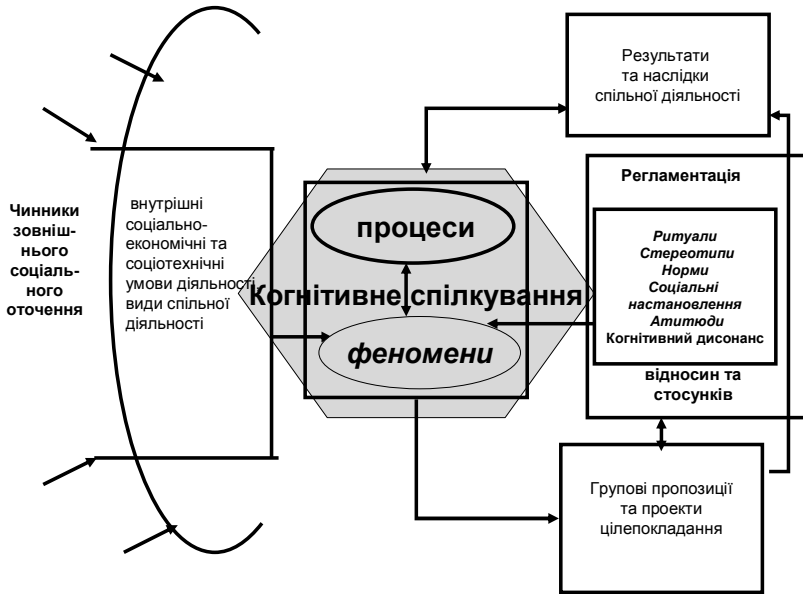 Чинники
зовніш-
нього
соціаль-
ного
оточення
внутрішні
соціально-
економічні та
соціотехнічні
умови діяльності,
види спільної
діяльності
процеси
Когнітивне спілкування
феномени
Результати
та наслідки
спільної діяльності
Регламентація
Ритуали
Стереотипи
Норми
Соціальні
настановлення
Атитюди
Когнітивний дисонанс
відносин та
стосунків
Групові пропозиції
та проекти
цілепокладання